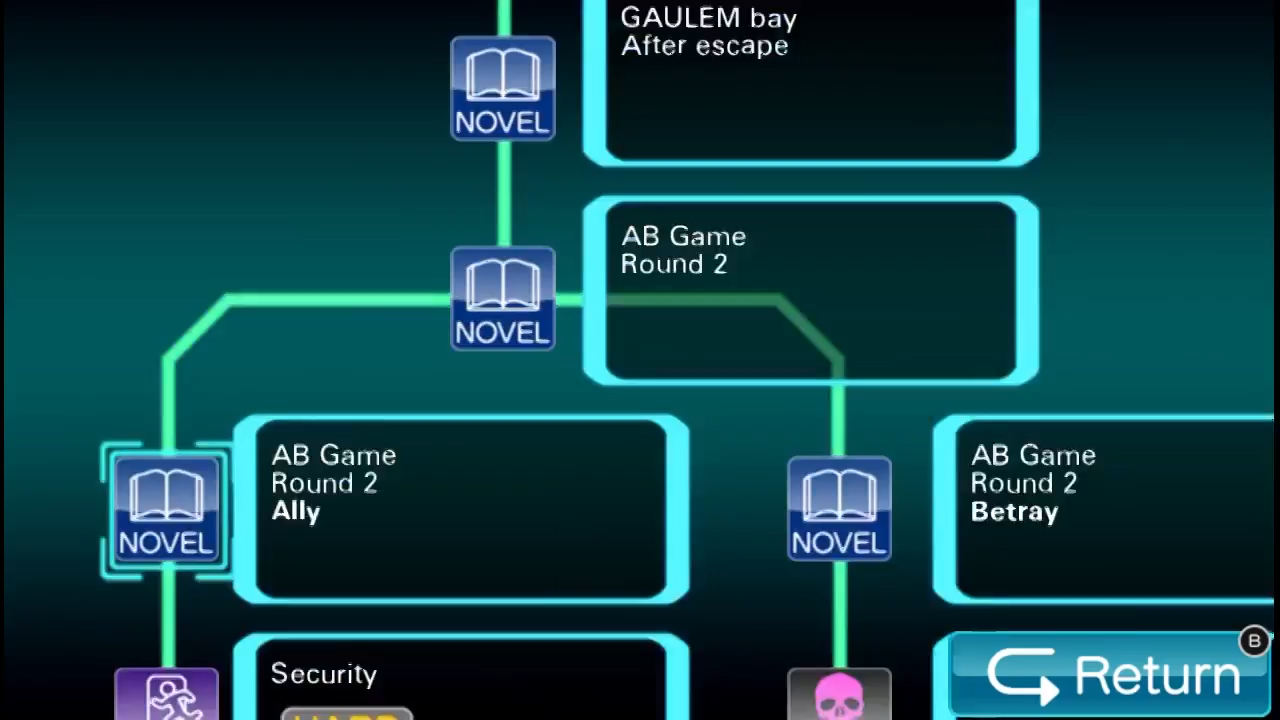 GAULEM bay
After escape
NOVEL
AB Game
Round 2
NOVEL
AB Game
Round 2
Ally
NOVEL
AB Game
Round 2
Betray
NOVEL
Security
HARD
B
Return